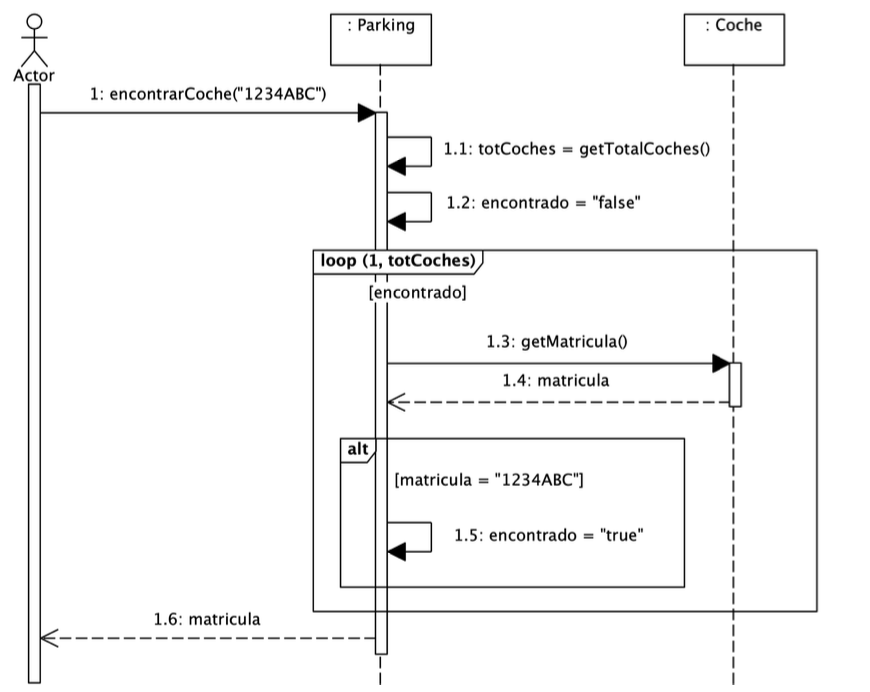 : Parking
: Coche
Actor
1: encontrarCoche("1234ABC")
1.1: totCoches = getTotalCoches()
1.2: encontrado = "false"
loop (1, totCoches)
[encontrado]
1.3: getMatricula()
1.4: matricula
alt
[matricula = "1234ABC"]
1.5: encontrado = "true"
1.6: matricula